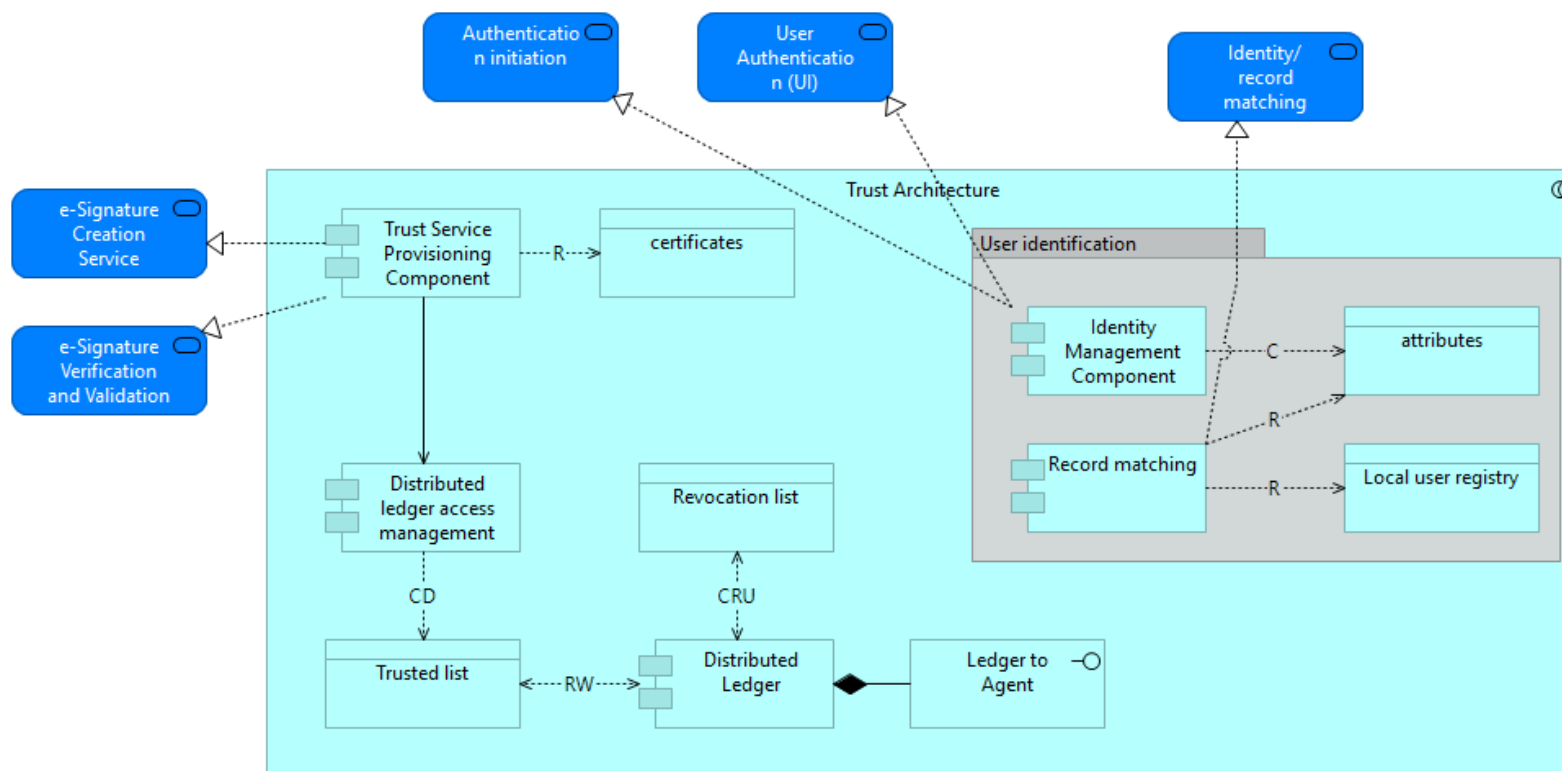 Authenticatio
n initiation
User
Authenticatio
n (UI)
Identity/
record
matching
Trust Architecture
e-Signature
Creation
Service
Trust Service
Provisioning
Component
R
certificates
User identification
e-Signature
Verification
and Validation
Identity
Management
Component
C
attributes
R
Record matching
R
Local user registry
Distributed
ledger access
management
Revocation list
CD
CRU
Trusted list
RW
Distributed
Ledger
Ledger to
Agent